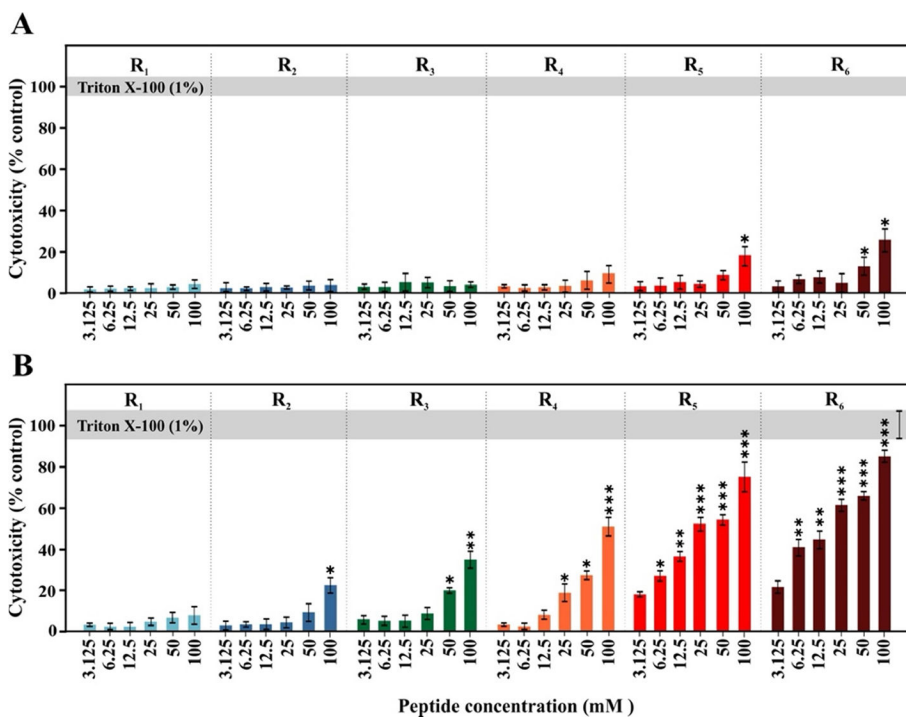 A
R₁ R₂ R₃ R₄ R₅ R₆
Triton X-100 (1%)
Cytotoxicity (% control)
100
80
60
40
20
0
3.125 6.25 12.5 25 50 100 3.125 6.25 12.5 25 50 100 3.125 6.25 12.5 25 50 100 3.125 6.25 12.5 25 50 100 3.125 6.25 12.5 25 50 100 3.125 6.25 12.5 25 50 100
* * *
B
R₁ R₂ R₃ R₄ R₅ R₆
Triton X-100 (1%)
Cytotoxicity (% control)
100
80
60
40
20
0
* * ** * * *** * ** *** *** *** ** ** *** *** ***
3.125 6.25 12.5 25 50 100 3.125 6.25 12.5 25 50 100 3.125 6.25 12.5 25 50 100 3.125 6.25 12.5 25 50 100 3.125 6.25 12.5 25 50 100 3.125 6.25 12.5 25 50 100
Peptide concentration (mM )